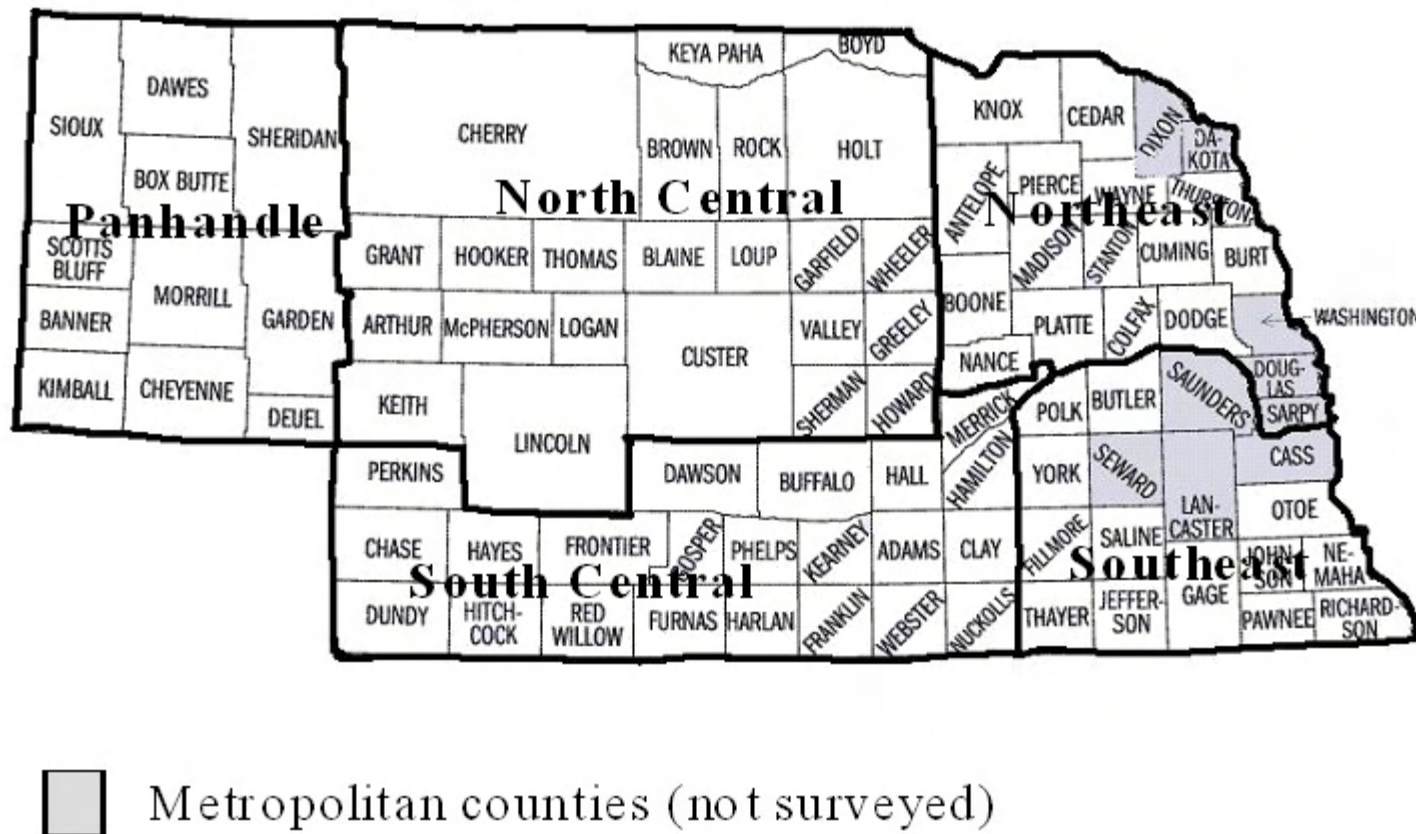 KEYA PAHA
BOYD
DAWES
SIOUX
SHERIDAN
CHERRY
BROWN
ROCK
HOLT
KNOX
CEDAR
DIXON
DA-
KOTA
BOX BUTTE
ANTELOPE
PIERCE
WAYNE
THURSTON
Panhandle
North Central
Northeast
SCOTTS
BLUFF
MORRILL
GARDEN
GRANT
HOOKER
THOMAS
BLAINE
LOUP
GARFIELD
WHEELER
MADISON
STANTON
CUMING
BURT
BANNER
ARTHUR
McPHERSON
LOGAN
CUSTER
VALLEY
GREELEY
BOONE
PLATTE
COLFAX
DODGE
WASHINGTON
NANCE
KIMBALL
CHEYENNE
DEUEL
KEITH
LINCOLN
SHERMAN
HOWARD
MERRICK
POLK
BUTLER
SAUNDERS
DOUG-
LAS
SARPY
PERKINS
DAWSON
BUFFALO
HALL
HAMILTON
YORK
SEWARD
LAN-
CASTER
CASS
OTOE
CHASE
HAYES
FRONTIER
GOSPER
PHELPS
KEARNEY
ADAMS
CLAY
FILLMORE
SALINE
JOHN-
SON
NE-
MAHA
South Central
Southeast
DUNDY
HITCH-
COCK
RED
WILLOW
FURNAS
HARLAN
FRANKLIN
WEBSTER
NUCKOLLS
THAYER
JEFFER-
SON
GAGE
PAWNEE
RICHARD-
SON
Metropolitan counties (not surveyed)